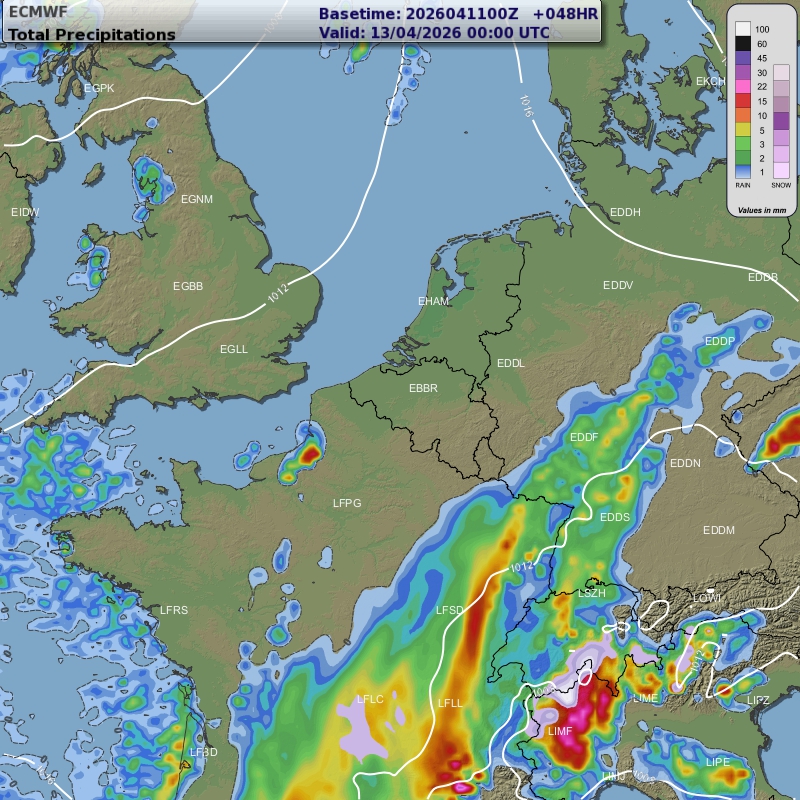 ECMWF
Basetime: 2026041100Z +048HR
Total Precipitations
Valid: 13/04/2026 00:00 UTC
100
60
45
30
22
15
10
5
3
2
1
RAIN SNOW
Values in mm
EGPK
EKCH
1016
EIDW
EGNM
EDDH
EDDB
EGBB
EDDV
1012
EHAM
EGLL
EDDP
EDDL
EBBR
EDDF
EDDN
LFPG
EDDS
EDDM
1012
LSZH
LOWI
LFRS
LFSD
1012
1008
LIME
LFLC
LFLL
LIPZ
LIMF
LFBD
LIPE
1008